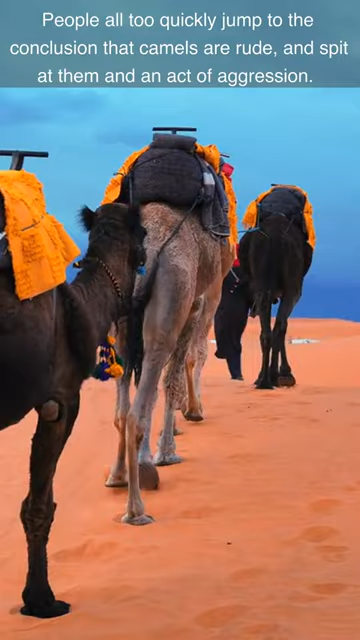 People all too quickly jump to the
conclusion that camels are rude, and spit
at them and an act of aggression.